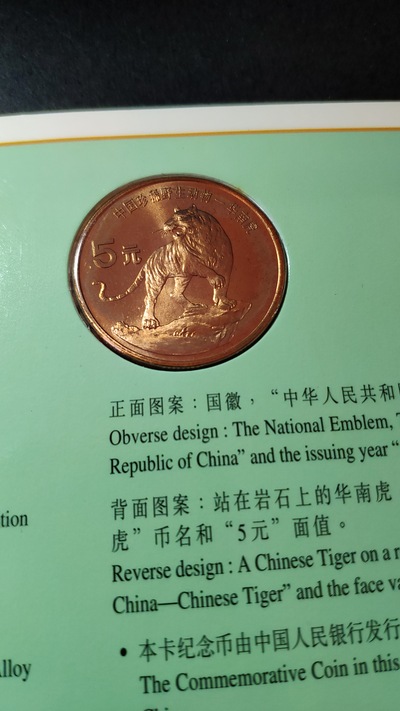 中国珍稀野生动物—华南虎
5元
正面图案：国徽，“中华人民共和
Obverse design : The National Emblem,
Republic of China” and the issuing year “
背面图案：站在岩石上的华南虎
tion
虎”币名和“5元”面值。
Reverse design : A Chinese Tiger on a
China—Chinese Tiger” and the face
• 本卡纪念币由中国人民银行发行
lloy
The Commemorative Coin in this